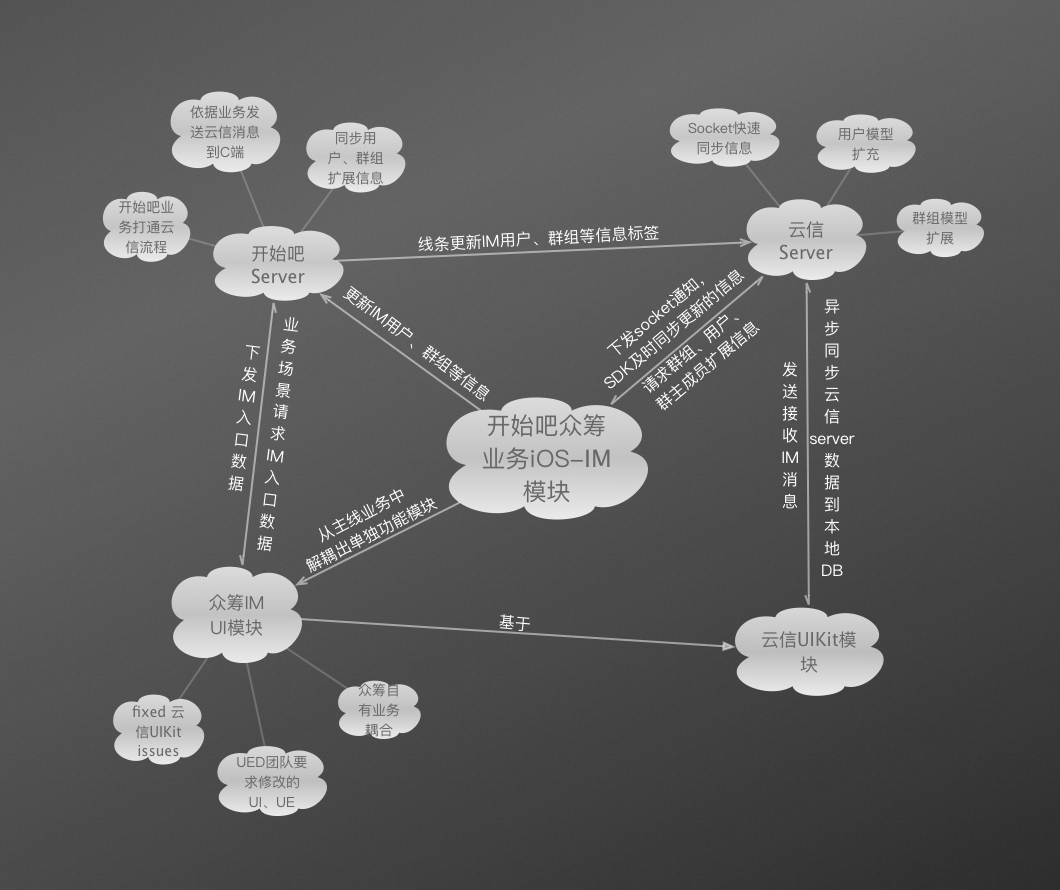 依据业务发
送云信消息
到C端
同步用
户、群组
扩展信息
开始吧业
务打通云
信流程
开始吧
Server
Socket快速
同步信息
用户模型
扩充
群组模型
扩展
云信
Server
线条更新IM用户、群组等信息标签
更新IM用户、群组等信息
下发socket通知,
SDK及时同步更新的信息
请求群组、用户、
群主成员扩展信息
下发IM入口数据
业务场景请求IM入口数据
发送接收IM消息
异步同步云信server数据到本地DB
开始吧众筹
业务iOS-IM
模块
从主线业务中
解耦出单独功能模块
众筹IM
UI模块
基于
云信UIKit模
块
fixed 云
信UIKit
issues
UED团队要
求修改的
UI、UE
众筹自
有业务
耦合